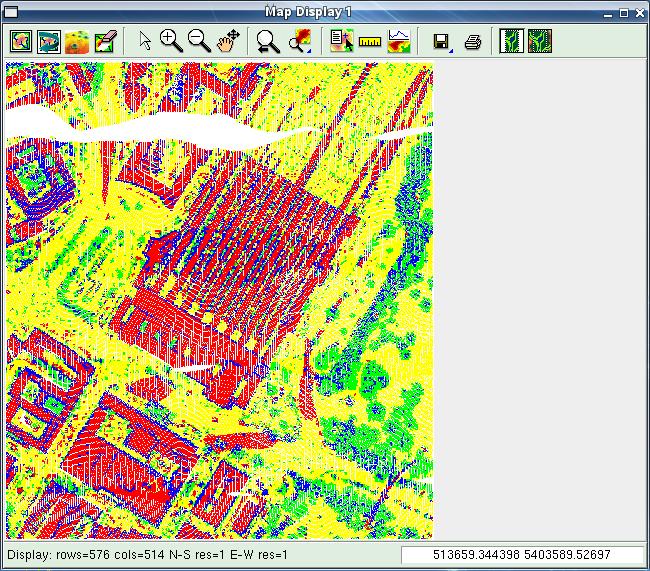 Map Display 1
Display: rows=576 cols=514 N-S res=1 E-W res=1
513659.344398 5403589.52697